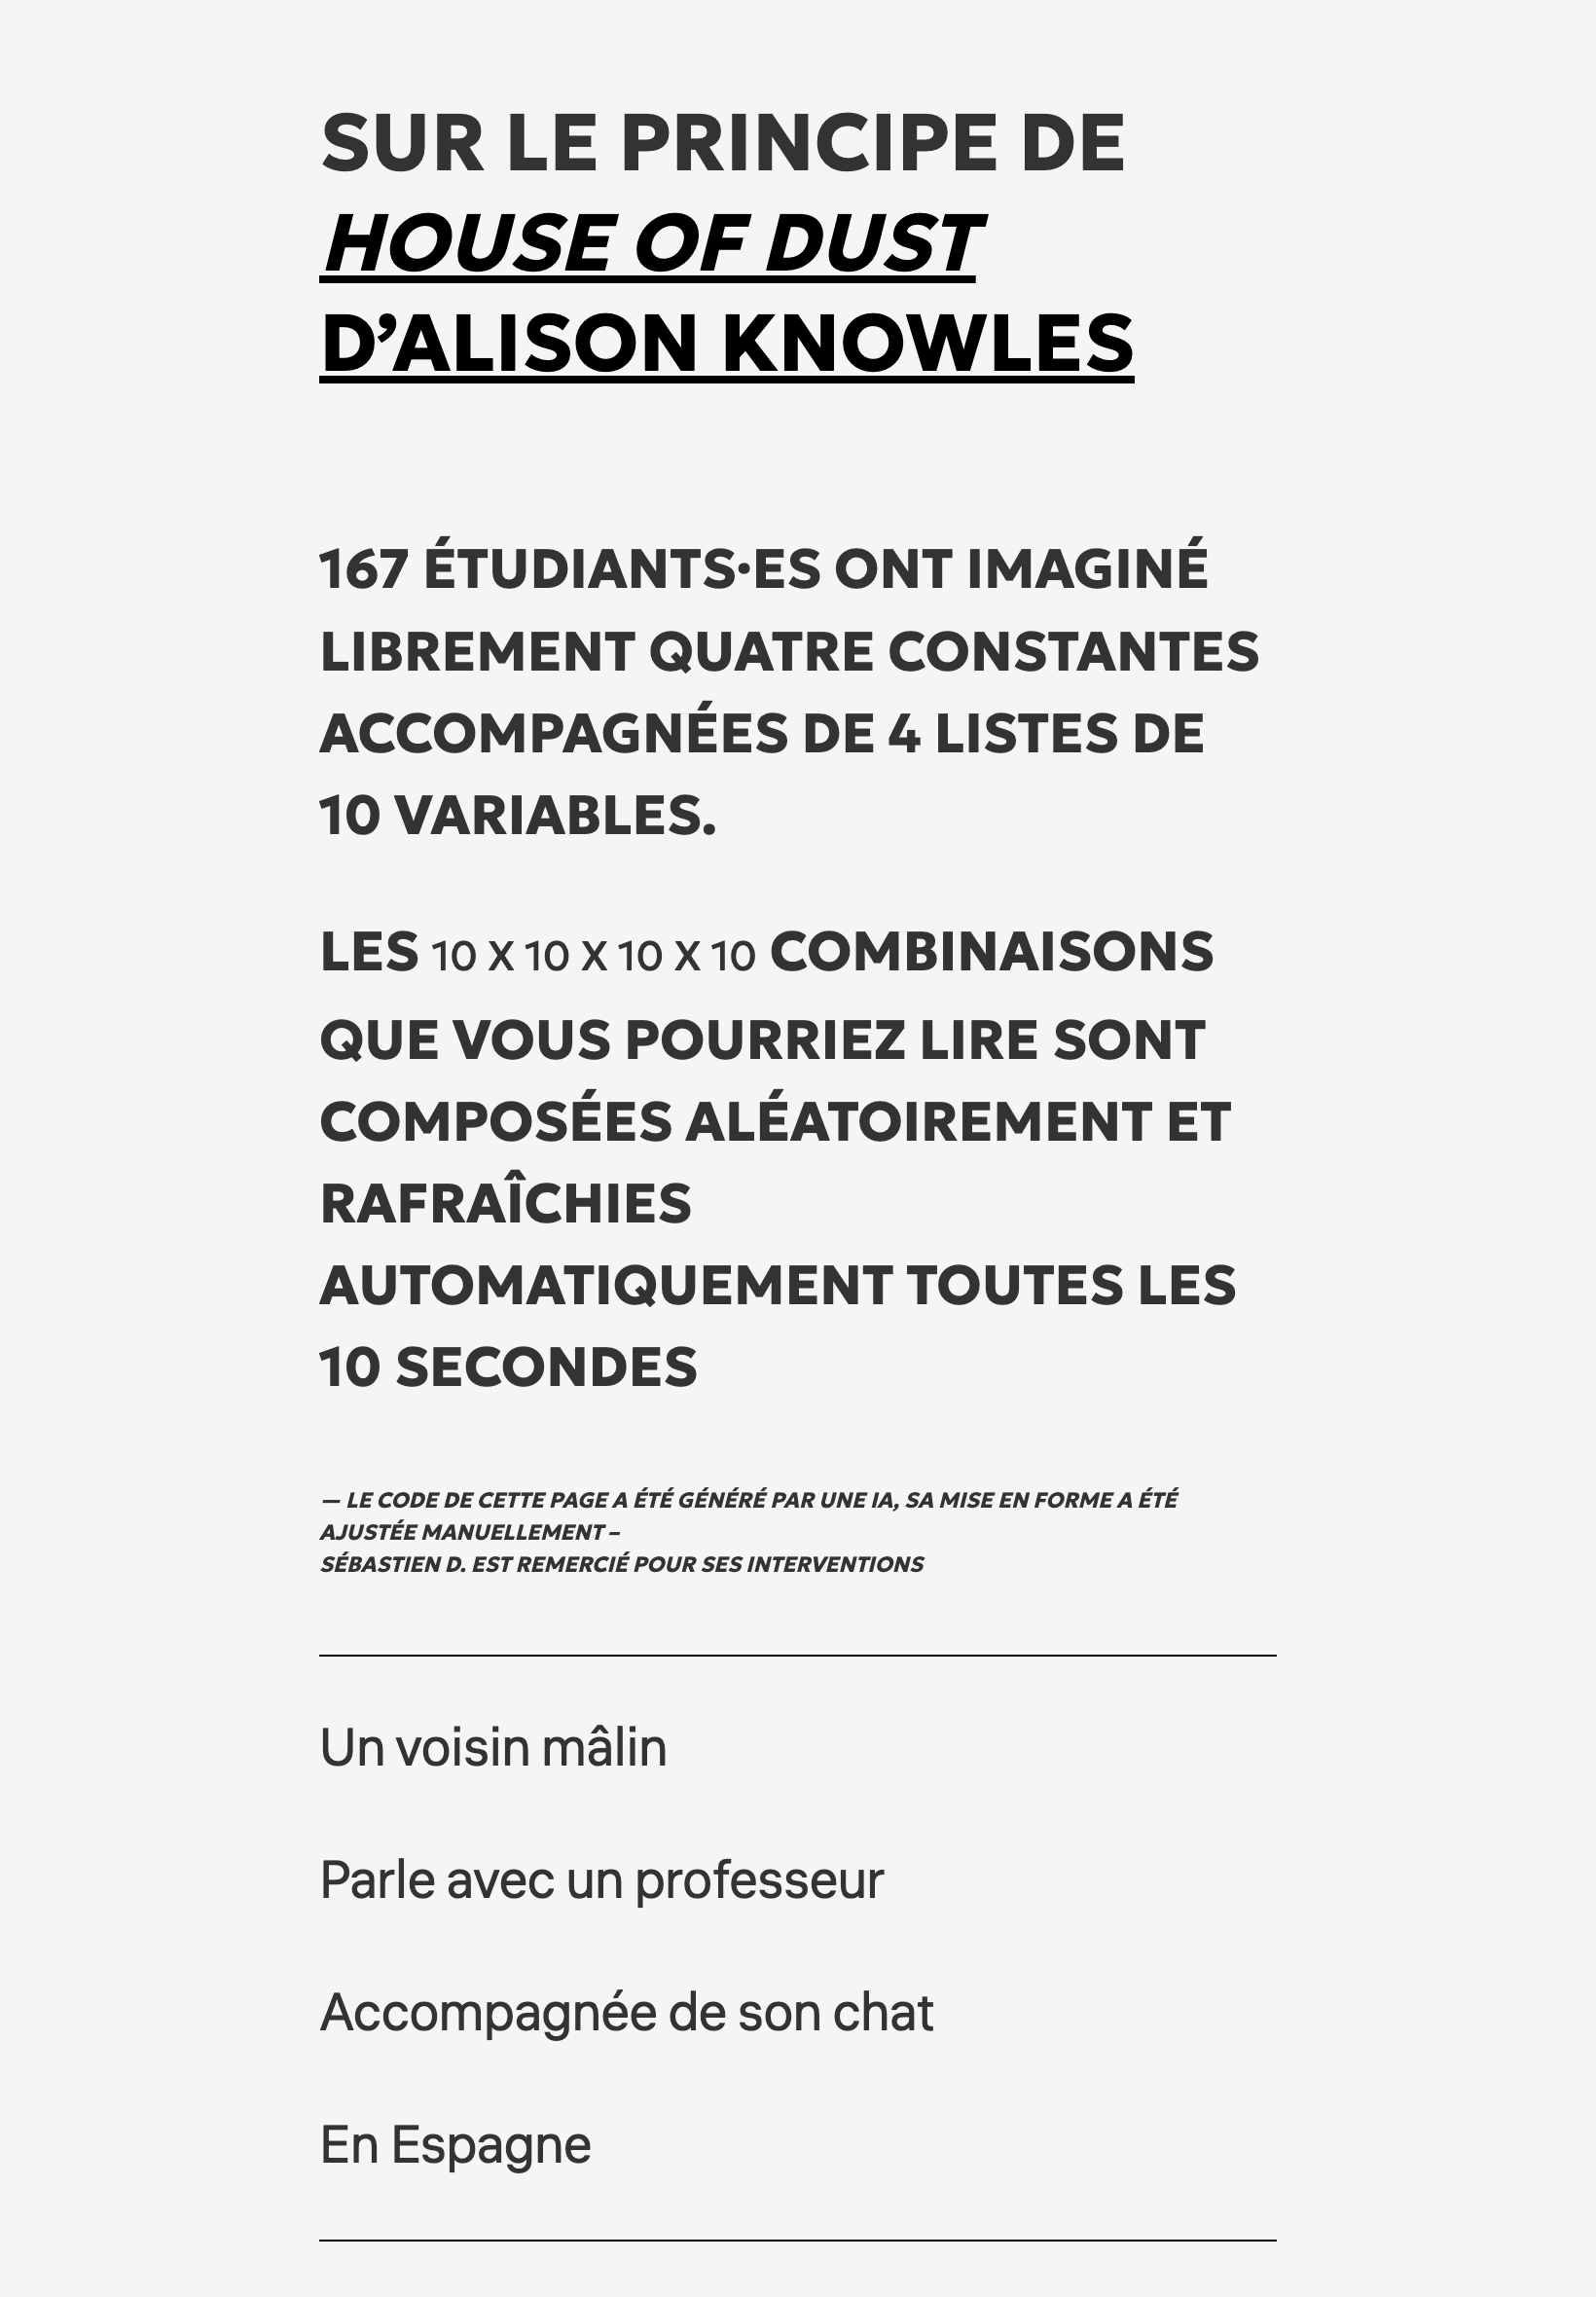 SUR LE PRINCIPE DE
HOUSE OF DUST
D’ALISON KNOWLES
167 ÉTUDIANTS·ES ONT IMAGINÉ
LIBREMENT QUATRE CONSTANTES
ACCOMPAGNÉES DE 4 LISTES DE
10 VARIABLES.
LES 10 X 10 X 10 X 10 COMBINAISONS
QUE VOUS POURRIEZ LIRE SONT
COMPOSÉES ALÉATOIREMENT ET
RAFRAÎCHIES
AUTOMATIQUEMENT TOUTES LES
10 SECONDES
— LE CODE DE CETTE PAGE A ÉTÉ GÉNÉRÉ PAR UNE IA, SA MISE EN FORME A ÉTÉ
AJUSTÉE MANUELLEMENT –
SÉBASTIEN D. EST REMERCIÉ POUR SES INTERVENTIONS
Un voisin mâlin
Parle avec un professeur
Accompagnée de son chat
En Espagne